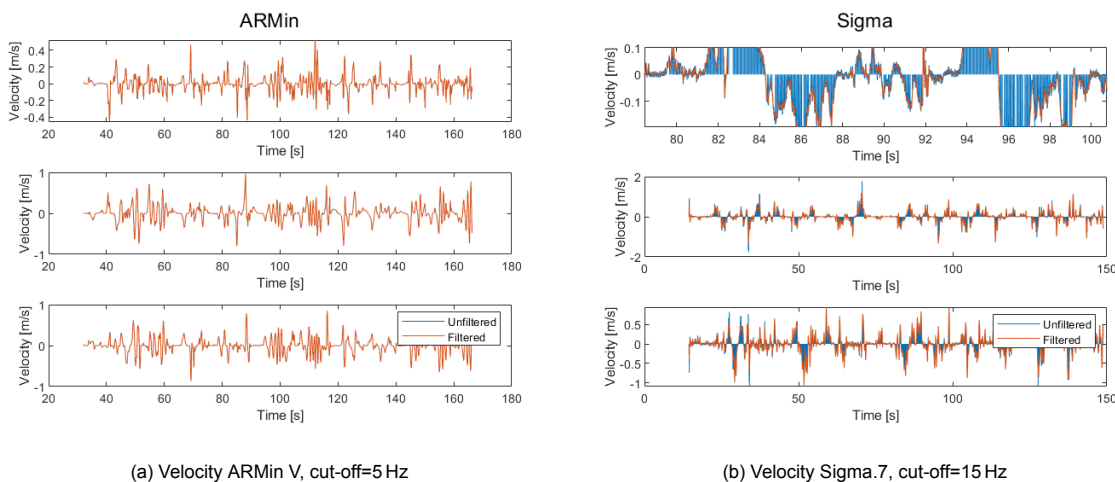 ARMin
Velocity [m/s]
0.4
0.2
0
-0.2
-0.4
20 40 60 80 100 120 140 160 180
Time [s]
Velocity [m/s]
1
0
-1
20 40 60 80 100 120 140 160 180
Time [s]
Velocity [m/s]
1
0
-1
Unfiltered
Filtered
20 40 60 80 100 120 140 160 180
Time [s]
(a) Velocity ARMin V, cut-off=5 Hz
Sigma
Velocity [m/s]
0.1
0
-0.1
80 82 84 86 88 90 92 94 96 98 100
Time [s]
Velocity [m/s]
2
0
-2
0 50 100 150
Time [s]
Velocity [m/s]
0.5
0
-0.5
-1
Unfiltered
Filtered
0 50 100 150
Time [s]
(b) Velocity Sigma.7, cut-off=15 Hz